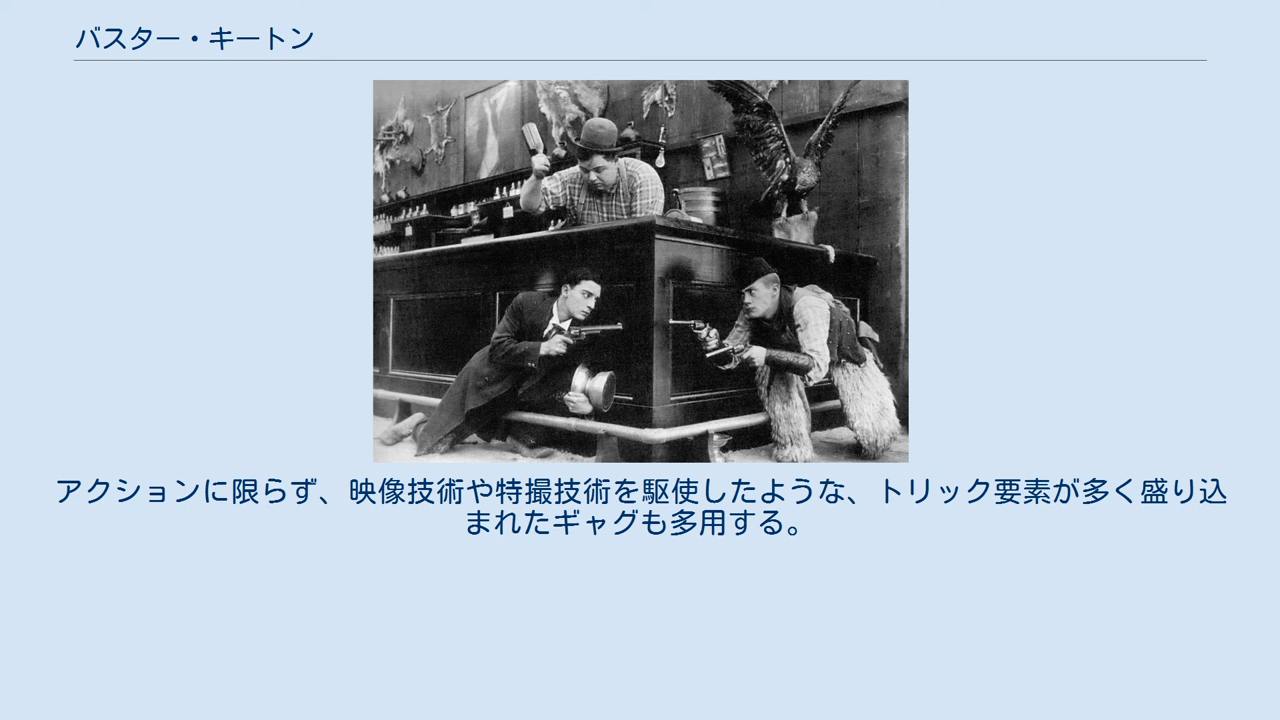 バスター・キートン
アクションに限らず、映像技術や特撮技術を駆使したような、トリック要素が多く盛り込
まれたギャグも多用する。